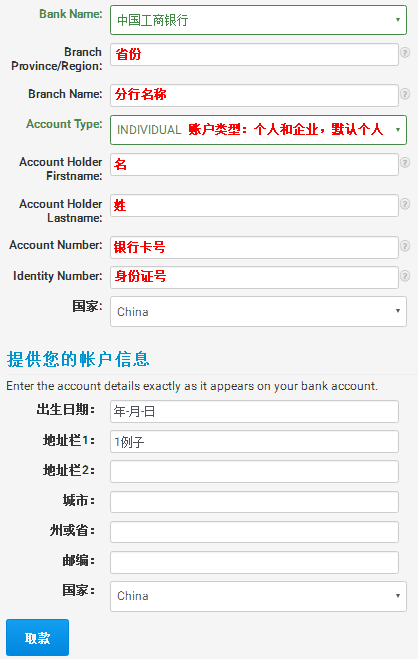 Bank Name: 中国工商银行
Branch Province/Region: 省份
Branch Name: 分行名称
Account Type: INDIVIDUAL 账户类型：个人和企业，默认个人
Account Holder Firstname: 名
Account Holder Lastname: 姓
Account Number: 银行卡号
Identity Number: 身份证号
国家: China
提供您的帐户信息
Enter the account details exactly as it appears on your bank account.
出生日期： 年-月-日
地址栏1： 1例子
地址栏2：
城市：
州或省：
邮编：
国家： China
取款